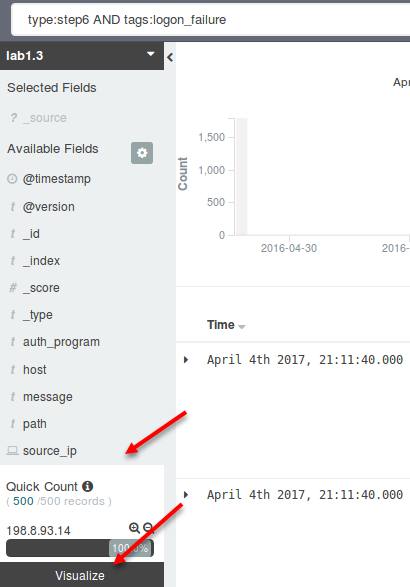 type:step6 AND tags:logon_failure
lab1.3
Selected Fields
? _source
Available Fields
@timestamp
t @version
t _id
t _index
# _score
t _type
t auth_program
t host
t message
t path
source_ip
Quick Count
( 500 /500 records )
198.8.93.14
100.0%
Visualize
Apri
Count
1,500
1,000
500
0
2016-04-30
2016-
Time
April 4th 2017, 21:11:40.000
April 4th 2017, 21:11:40.000